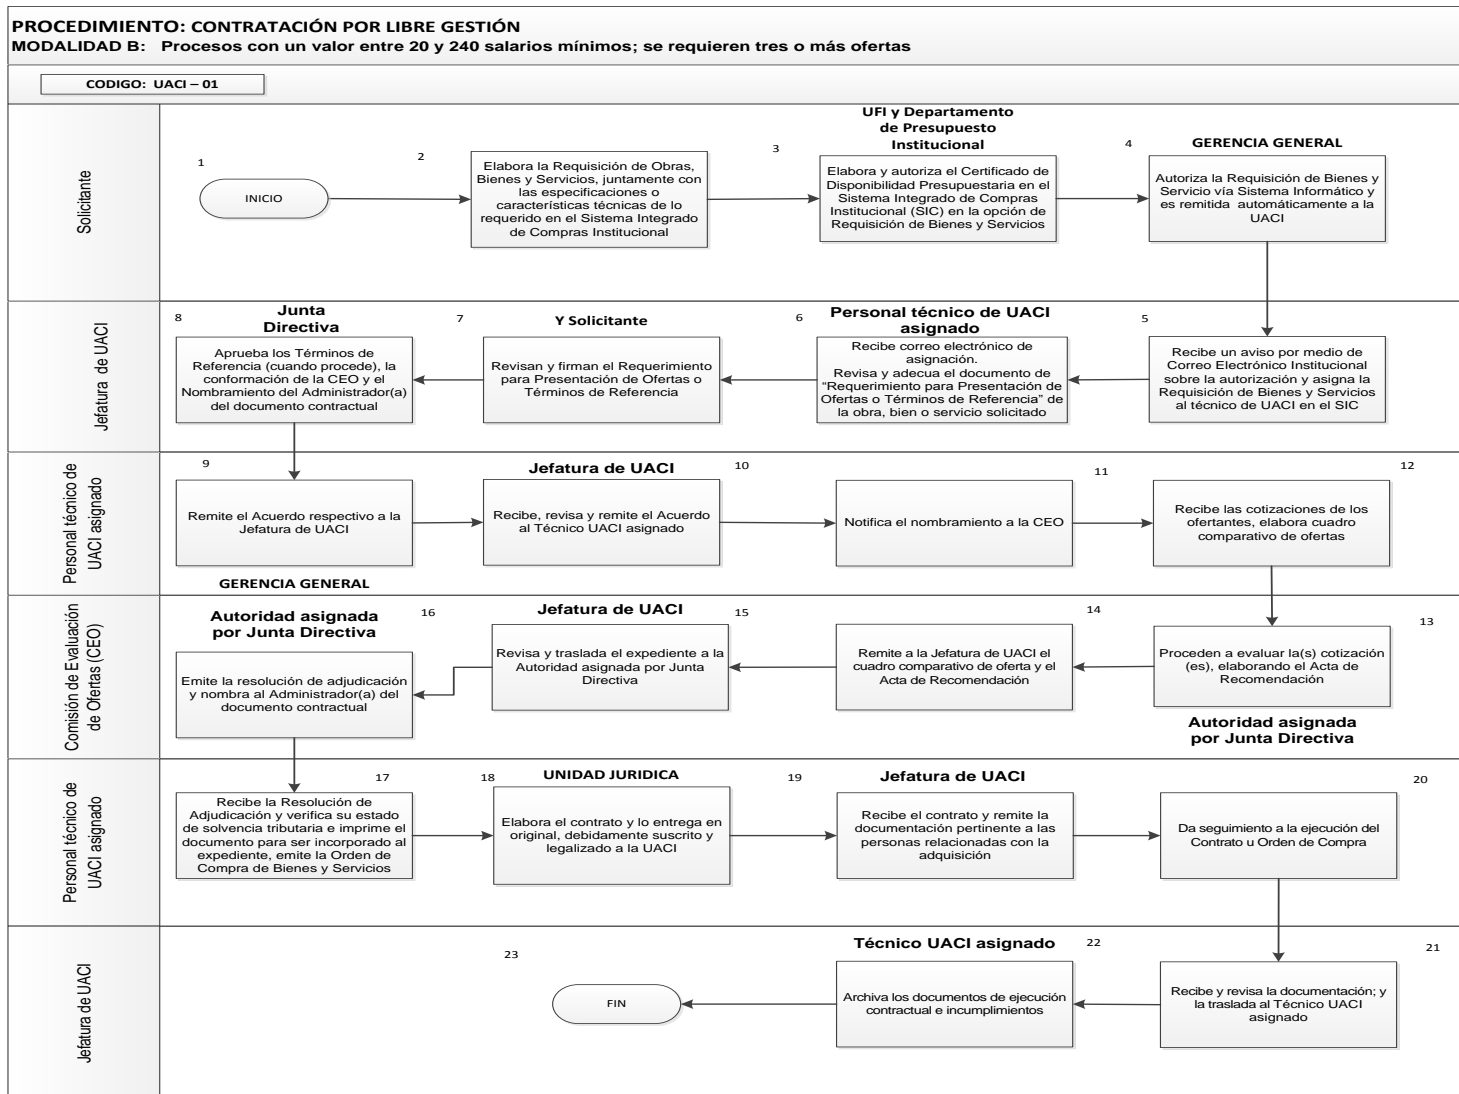 PROCEDIMIENTO: CONTRATACIÓN POR LIBRE GESTIÓN
MODALIDAD B: Procesos con un valor entre 20 y 240 salarios mínimos; se requieren tres o más ofertas
CODIGO: UACI – 01
Solicitante
1
INICIO
2
Elabora la Requisición de Obras,
Bienes y Servicios, juntamente con
las especificaciones o
características técnicas de lo
requerido en el Sistema Integrado
de Compras Institucional
UFI y Departamento
de Presupuesto
Institucional
3
Elabora y autoriza el Certificado de
Disponibilidad Presupuestaria en el
Sistema Integrado de Compras
Institucional (SIC) en la opción de
Requisición de Bienes y Servicios
4
GERENCIA GENERAL
Autoriza la Requisición de Bienes y
Servicio vía Sistema Informático y
es remitida automáticamente a la
UACI
Jefatura de UACI
8
Junta
Directiva
Aprueba los Términos de
Referencia (cuando procede), la
conformación de la CEO y el
Nombramiento del Administrador(a)
del documento contractual
7
Y Solicitante
Revisan y firman el Requerimiento
para Presentación de Ofertas o
Términos de Referencia
6
Personal técnico de UACI
asignado
Recibe correo electrónico de
asignación.
Revisa y adecua el documento de
“Requerimiento para Presentación de
Ofertas o Términos de Referencia” de
la obra, bien o servicio solicitado
5
Recibe un aviso por medio de
Correo Electrónico Institucional
sobre la autorización y asigna la
Requisición de Bienes y Servicios
al técnico de UACI en el SIC
Personal técnico de
UACI asignado
9
Remite el Acuerdo respectivo a la
Jefatura de UACI
GERENCIA GENERAL
Jefatura de UACI
10
Recibe, revisa y remite el Acuerdo
al Técnico UACI asignado
11
Notifica el nombramiento a la CEO
12
Recibe las cotizaciones de los
ofertantes, elabora cuadro
comparativo de ofertas
Comisión de Evaluación
de Ofertas (CEO)
Autoridad asignada
por Junta Directiva
16
Emite la resolución de adjudicación
y nombra al Administrador(a) del
documento contractual
Jefatura de UACI
15
Revisa y traslada el expediente a la
Autoridad asignada por Junta
Directiva
14
Remite a la Jefatura de UACI el
cuadro comparativo de oferta y el
Acta de Recomendación
13
Proceden a evaluar la(s) cotización
(es), elaborando el Acta de
Recomendación
Autoridad asignada
por Junta Directiva
Personal técnico de
UACI asignado
17
Recibe la Resolución de
Adjudicación y verifica su estado
de solvencia tributaria e imprime el
documento para ser incorporado al
expediente, emite la Orden de
Compra de Bienes y Servicios
18
UNIDAD JURIDICA
Elabora el contrato y lo entrega en
original, debidamente suscrito y
legalizado a la UACI
19
Jefatura de UACI
Recibe el contrato y remite la
documentación pertinente a las
personas relacionadas con la
adquisición
20
Da seguimiento a la ejecución del
Contrato u Orden de Compra
Jefatura de UACI
23
FIN
Técnico UACI asignado
22
Archiva los documentos de ejecución
contractual e incumplimientos
21
Recibe y revisa la documentación; y
la traslada al Técnico UACI
asignado